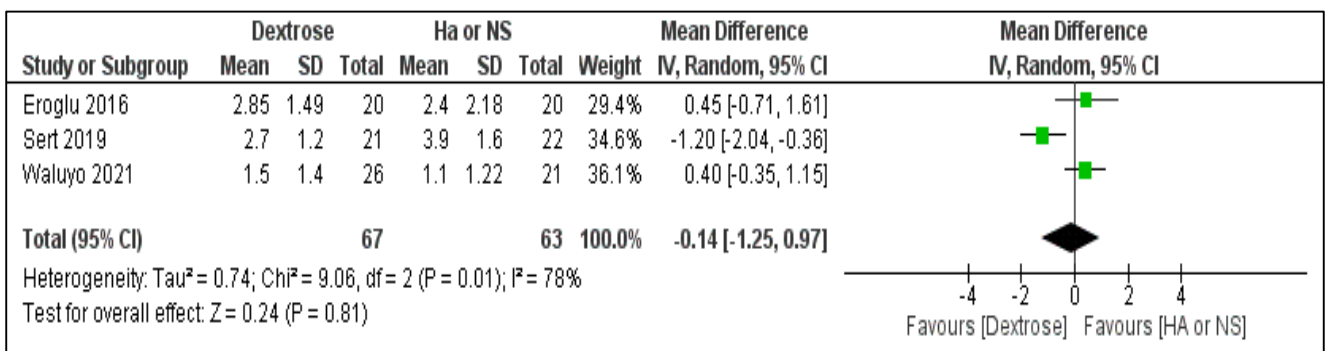 Dextrose Ha or NS Mean Difference Mean Difference
Study or Subgroup Mean SD Total Mean SD Total Weight IV, Random, 95% CI IV, Random, 95% CI
Eroglu 2016 2.85 1.49 20 2.4 2.18 20 29.4% 0.45 [-0.71, 1.61]
Sert 2019 2.7 1.2 21 3.9 1.6 22 34.6% -1.20 [-2.04, -0.36]
Waluyo 2021 1.5 1.4 26 1.1 1.22 21 36.1% 0.40 [-0.35, 1.15]
Total (95% CI) 67 63 100.0% -0.14 [-1.25, 0.97]
Heterogeneity: Tau² = 0.74; Chi² = 9.06, df = 2 (P = 0.01); I² = 78%
Test for overall effect: Z = 0.24 (P = 0.81)
-4 -2 0 2 4
Favours [Dextrose] Favours [HA or NS]